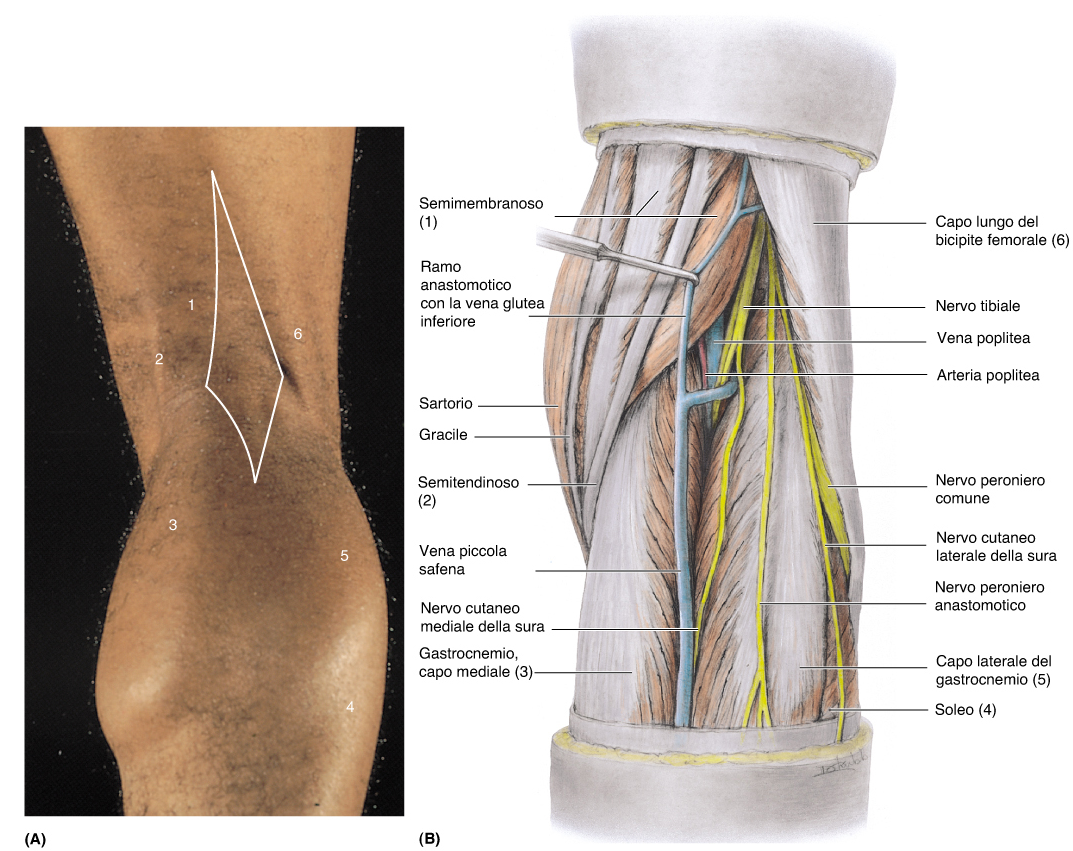 1
2
6
3
5
4
(A)
Semimembranoso
(1)
Ramo
anastomotico
con la vena glutea
inferiore
Sartorio
Gracile
Semitendinoso
(2)
Vena piccola
safena
Nervo cutaneo
mediale della sura
Gastrocnemio,
capo mediale (3)
Capo lungo del
bicipite femorale (6)
Nervo tibiale
Vena poplitea
Arteria poplitea
Nervo peroniero
comune
Nervo cutaneo
laterale della sura
Nervo peroniero
anastomotico
Capo laterale del
gastrocnemio (5)
Soleo (4)
(B)